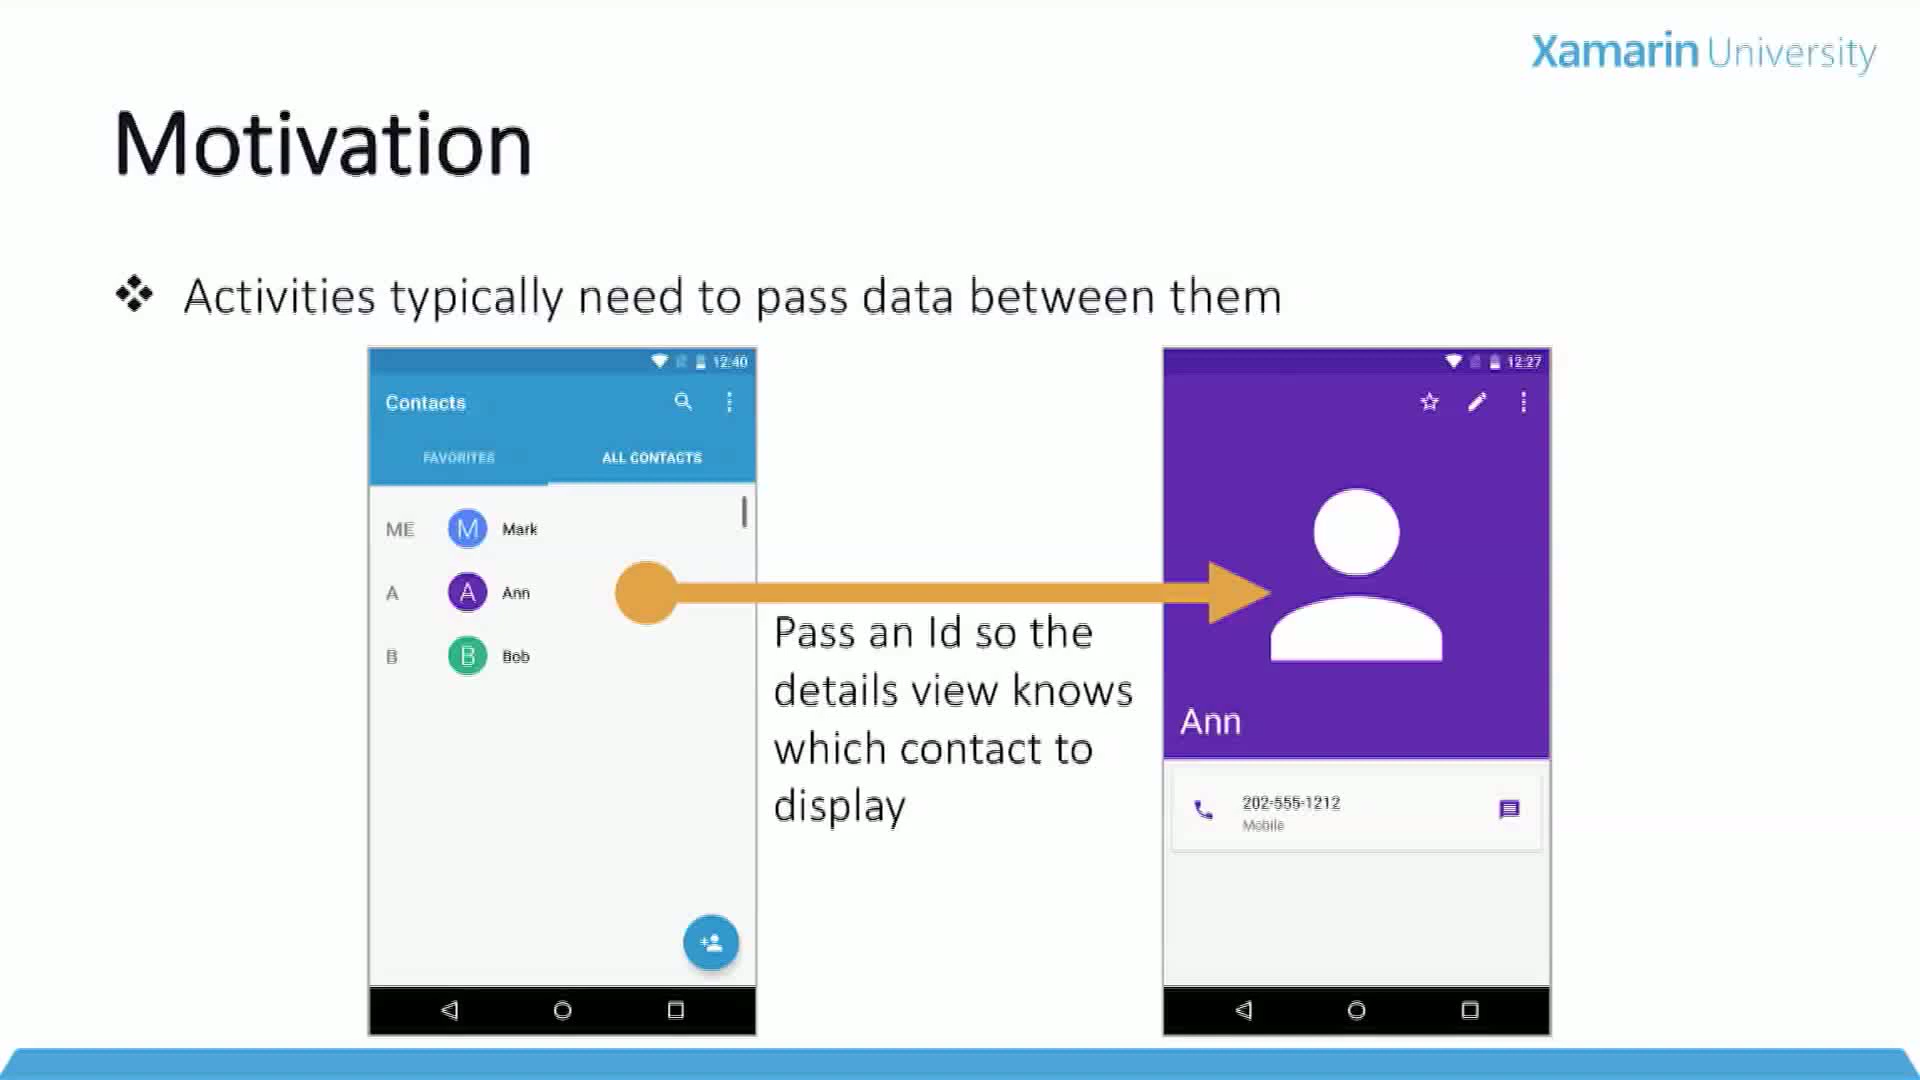 Xamarin University
Motivation
❖ Activities typically need to pass data between them
12:40
Contacts
FAVORITES ALL CONTACTS
ME M Mark
A A Ann
B B Bob
Pass an Id so the
details view knows
which contact to
display
12:27
Ann
202-555-1212
Mobile